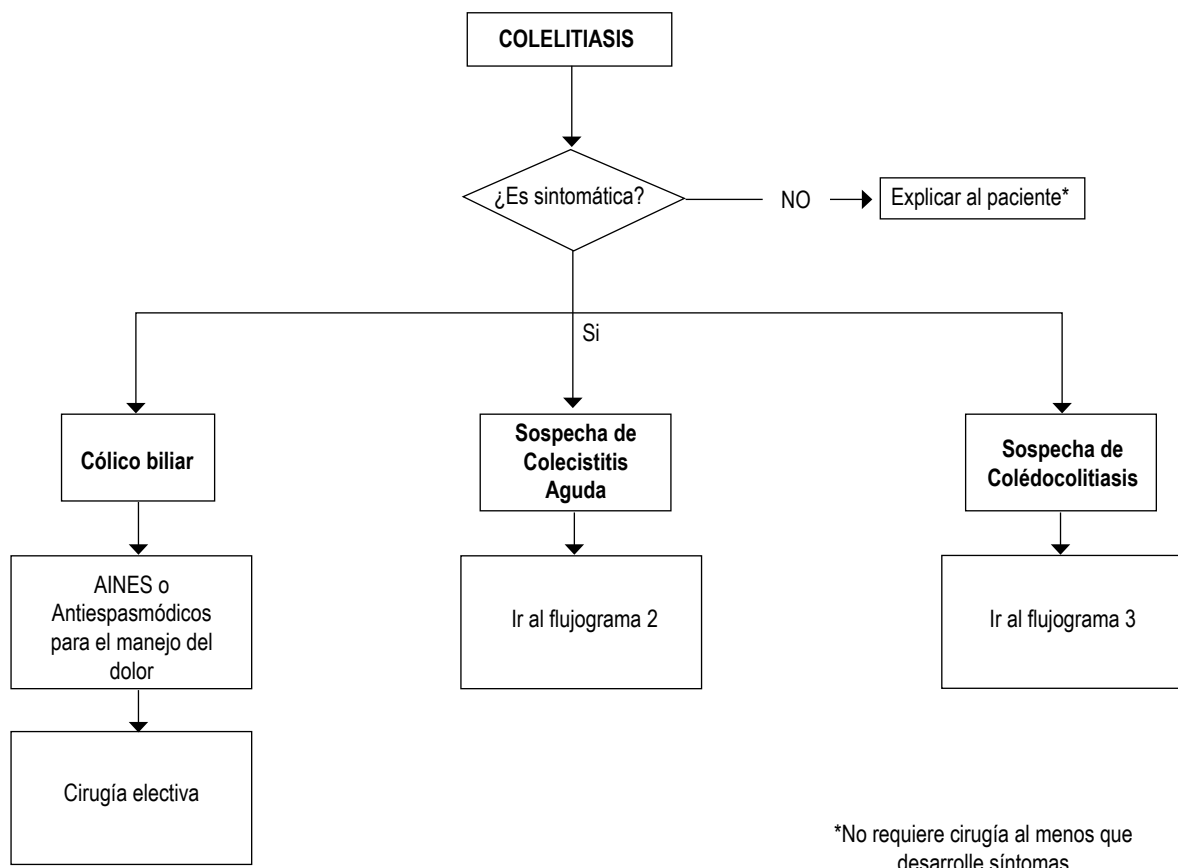 COLELITIASIS
¿Es sintomática?
NO
Explicar al paciente*
Si
Cólico biliar
Sospecha de
Colecistitis
Aguda
Sospecha de
Colédocolitiasis
AINES o
Antiespasmódicos
para el manejo del
dolor
Ir al flujograma 2
Ir al flujograma 3
Cirugía electiva
*No requiere cirugía al menos que
desarrolle síntomas